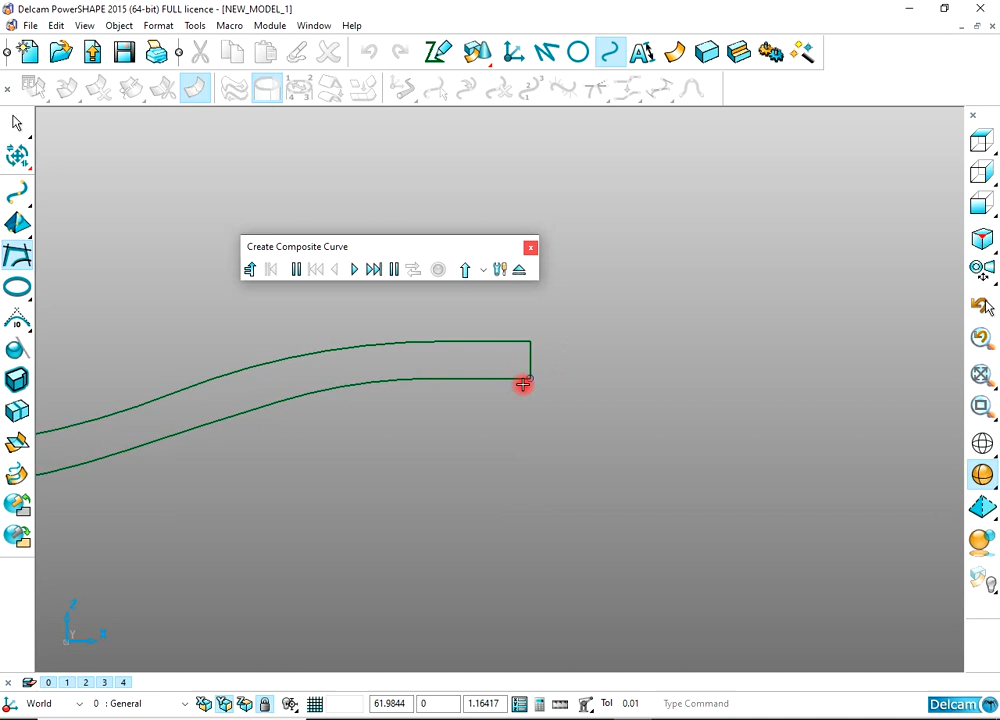 Delcam PowerSHAPE 2015 (64-bit) FULL licence - [NEW_MODEL_1]
File Edit View Object Format Tools Macro Module Window Help
Create Composite Curve
x
10
Z
Y
X
0 1 2 3 4
World 0 : General 61.9844 0 1.16417 Tol 0.01 Type Command Delcam